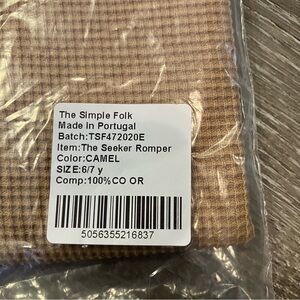 The Simple Folk
Made in Portugal
Batch:TSF472020E
Item:The Seeker Romper
Color:CAMEL
SIZE:6/7 y
Comp:100%CO OR
5056355216837